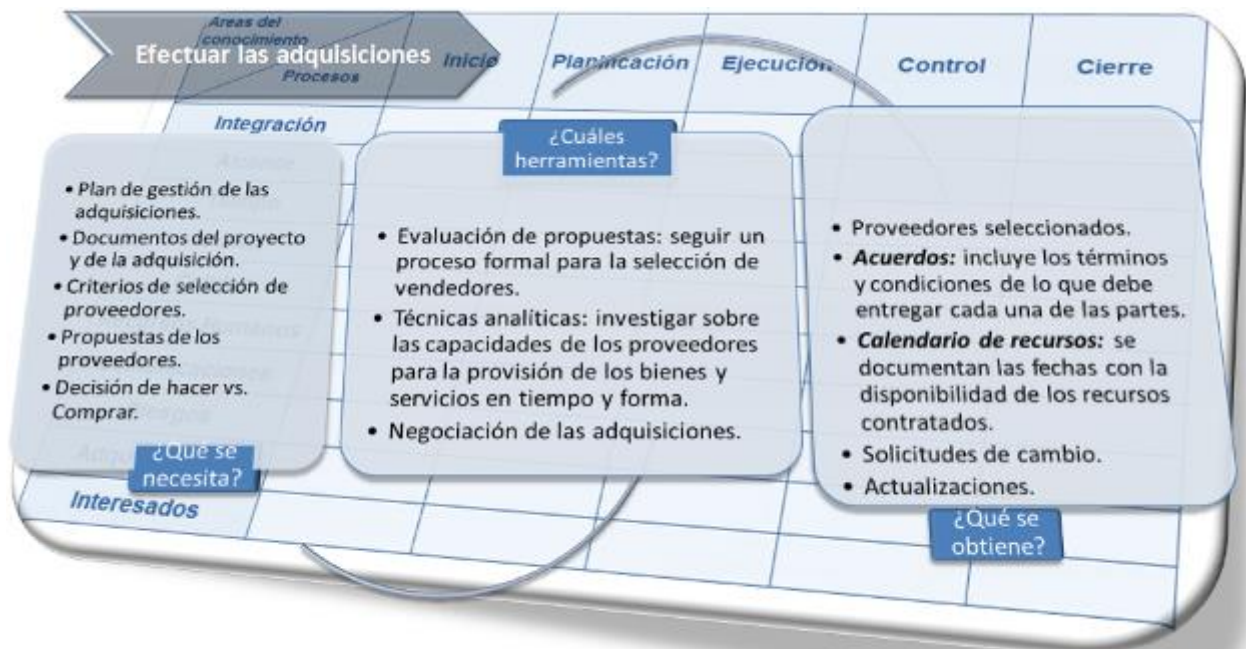 Areas del
conocimiento
Efectuar las adquisiciones
Procesos
Inicio
Planificación
Ejecución
Control
Cierre
Integración
¿Cuáles
herramientas?
• Plan de gestión de las
adquisiciones.
• Documentos del proyecto
y de la adquisición.
• Criterios de selección de
proveedores.
• Propuestas de los
proveedores.
• Decisión de hacer vs.
Comprar.
¿Qué se
necesita?
• Evaluación de propuestas: seguir un
proceso formal para la selección de
vendedores.
• Técnicas analíticas: investigar sobre
las capacidades de los proveedores
para la provisión de los bienes y
servicios en tiempo y forma.
• Negociación de las adquisiciones.
• Proveedores seleccionados.
• Acuerdos: incluye los términos
y condiciones de lo que debe
entregar cada una de las partes.
• Calendario de recursos: se
documentan las fechas con la
disponibilidad de los recursos
contratados.
• Solicitudes de cambio.
• Actualizaciones.
¿Qué se
obtiene?
Interesados